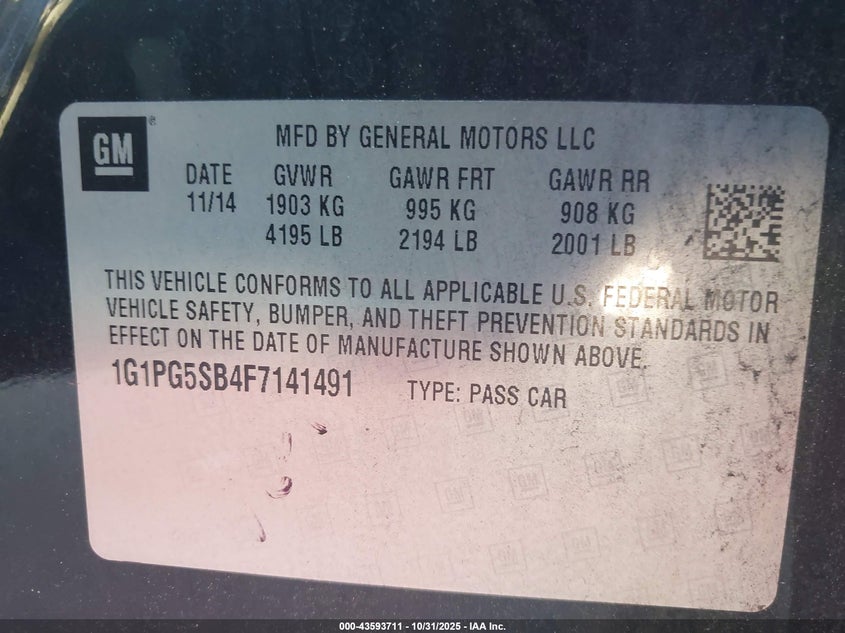 GM
MFD BY GENERAL MOTORS LLC
DATE GVWR GAWR FRT GAWR RR
11/14 1903 KG 995 KG 908 KG
4195 LB 2194 LB 2001 LB
THIS VEHICLE CONFORMS TO ALL APPLICABLE U.S. FEDERAL MOTOR
VEHICLE SAFETY, BUMPER, AND THEFT PREVENTION STANDARDS IN
EFFECT ON THE DATE OF MANUFACTURE SHOWN ABOVE.
1G1PG5SB4F7141491 TYPE: PASS CAR
000-43593711 - 10/31/2025 - IAA Inc.